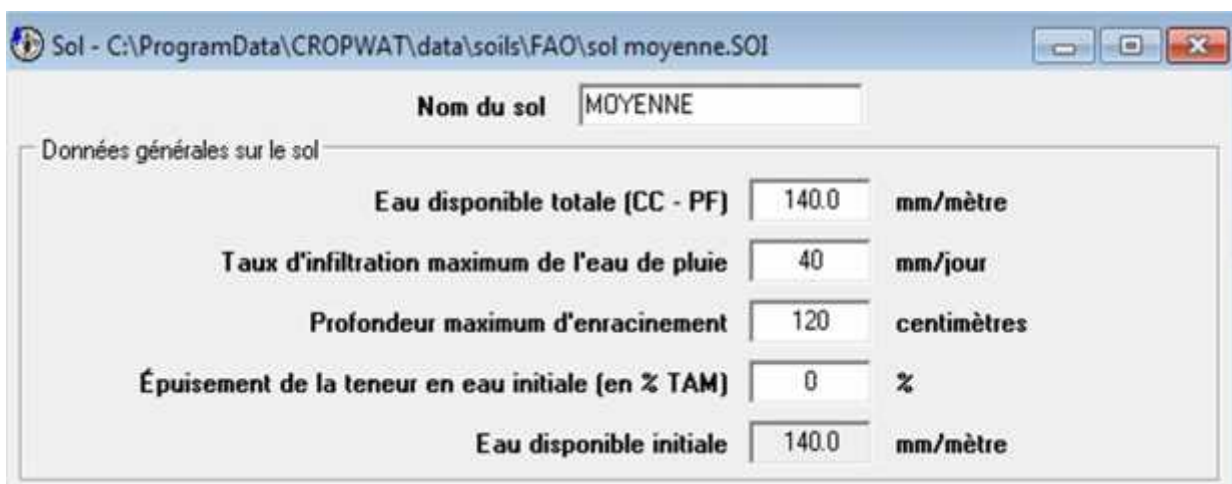 Sol - C:\ProgramData\CROPWAT\data\soils\FAO\sol moyenne.SOI
Nom du sol MOYENNE
Données générales sur le sol
Eau disponible totale (CC - PF) 140.0 mm/mètre
Taux d'infiltration maximum de l'eau de pluie 40 mm/jour
Profondeur maximum d'enracinement 120 centimètres
Épuisement de la teneur en eau initiale (en % TAM) 0 %
Eau disponible initiale 140.0 mm/mètre